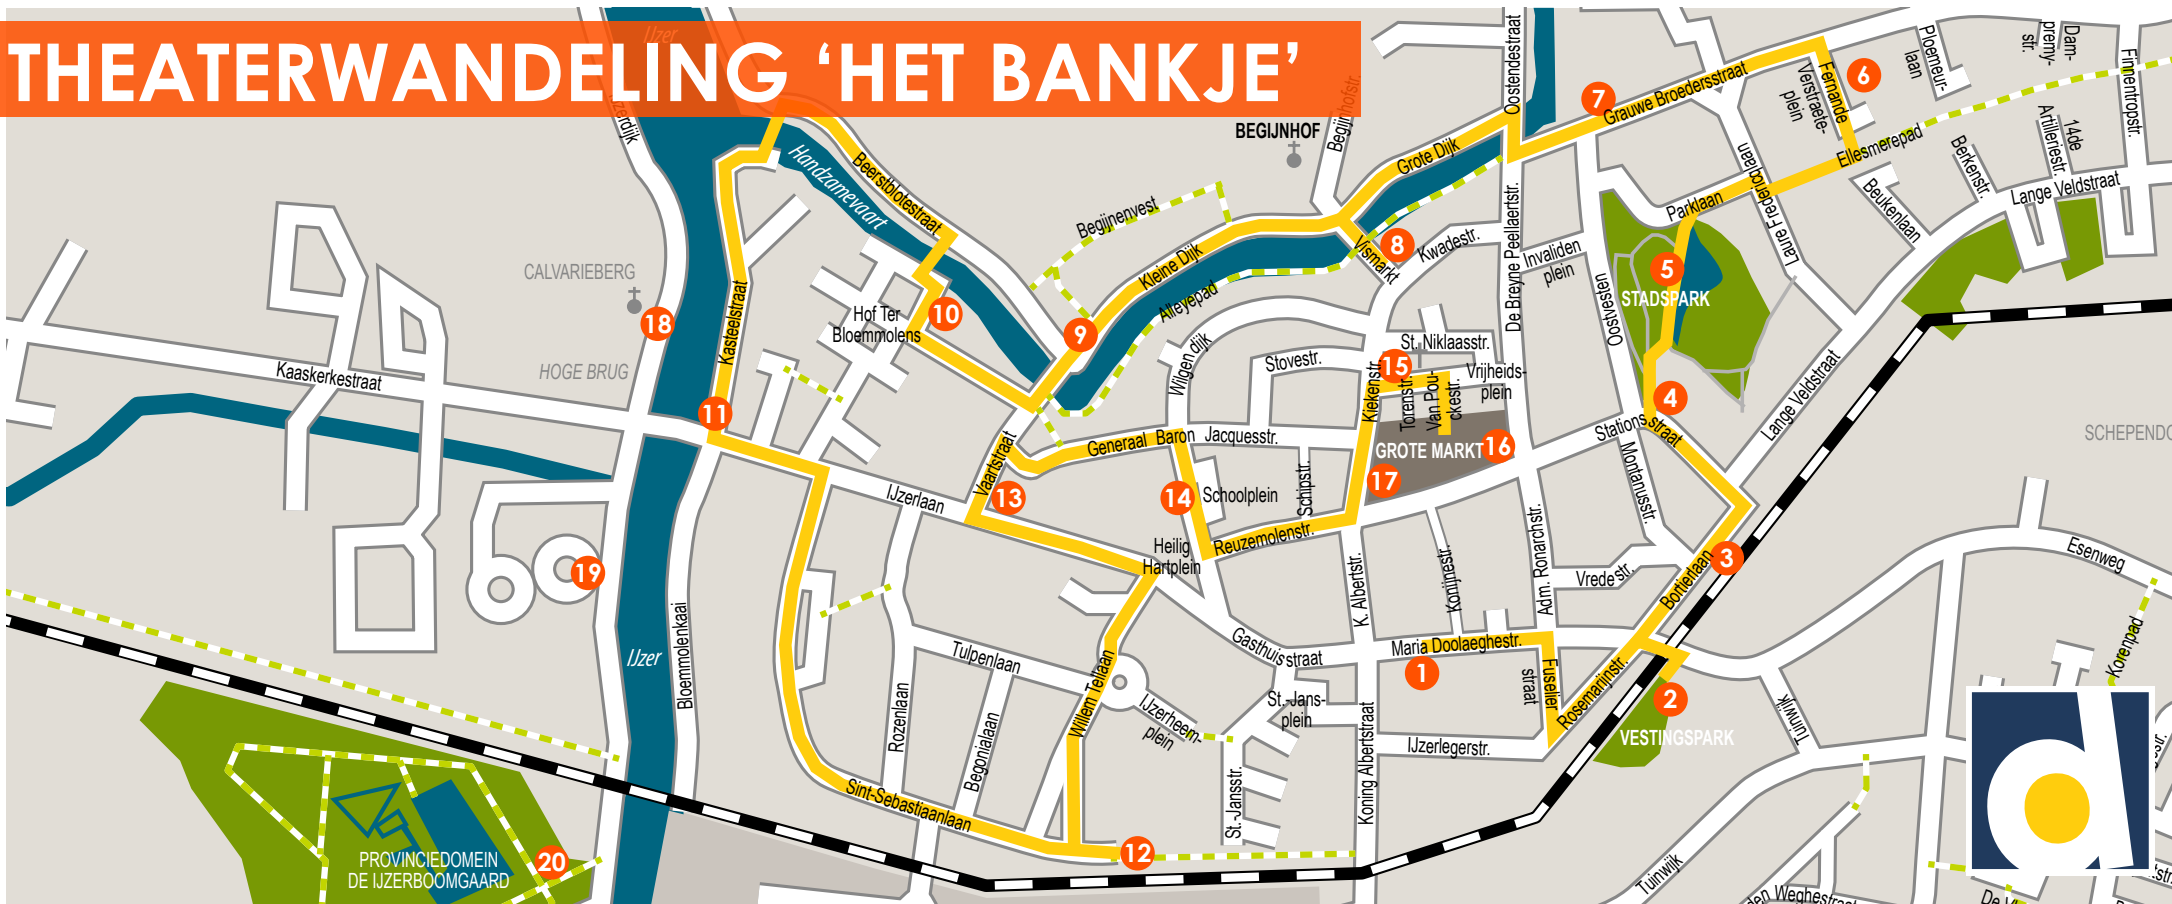 THEATERWANDELING ‘HET BANKJE’
IJzer
IJzerdijk
Handzamevaart
Beerstblotestraat
Begijnenvest
BEGIJNHOF
Begijnhofstr.
Oostendestraat
Grote Dijk
7
Grauwe Broedersstraat
Fernande
Verstraete-
plein
6
Ploemeur-
laan
Dam-
premy-
str.
Finnentropstr.
14de
Artilleriestr.
Ellesmerepad
Berkenstr.
Beukenlaan
Lange Veldstraat
Laure Fredericqlaan
Parklaan
5
STADSPARK
Oostvesten
Invaliden
plein
De Breyne Peellaertstr.
Kwadestr.
8
Vismarkt
Kleine Dijk
Alleyepad
9
10
Hof Ter
Bloemmolens
Kasteelstraat
CALVARIEBERG
18
HOGE BRUG
Kaaskerkestraat
11
Wilgendijk
Stovestr.
Kiekenstr.
15
St. Niklaasstr.
Torenstr.
Van Pou-
ckestr.
Vrijheids-
plein
GROTE MARKT
16
17
4
Stationsstraat
Montanusstr.
Lange Veldstraat
SCHEPENDO
Generaal Baron Jacquesstr.
Vaartstraat
13
IJzerlaan
14
Schoolplein
Schipstr.
Reuzemolenstr.
Heilig
Hartplein
K. Albertstr.
Konijnestr.
Adm. Ronarchstr.
Vredestr.
Bortierlaan
3
Esenweg
Korenpad
19
IJzer
Bloemmolenkaai
Tulpenlaan
Rozenlaan
Begonialaan
Willem Tellaan
IJzerheem-
plein
Gasthuisstraat
St.-Jans-
plein
St.-Jansstr.
Koning Albertstraat
Maria Doolaeghestr.
1
Fuselier
straat
Rosemarijnstr.
2
VESTINGSPARK
IJzerlegerstr.
Tuinwijk
Sint-Sebastiaanlaan
12
PROVINCIEDOMEIN
DE IJZERBOOMGAARD
20
Tuinwijk
Weghestraat
d